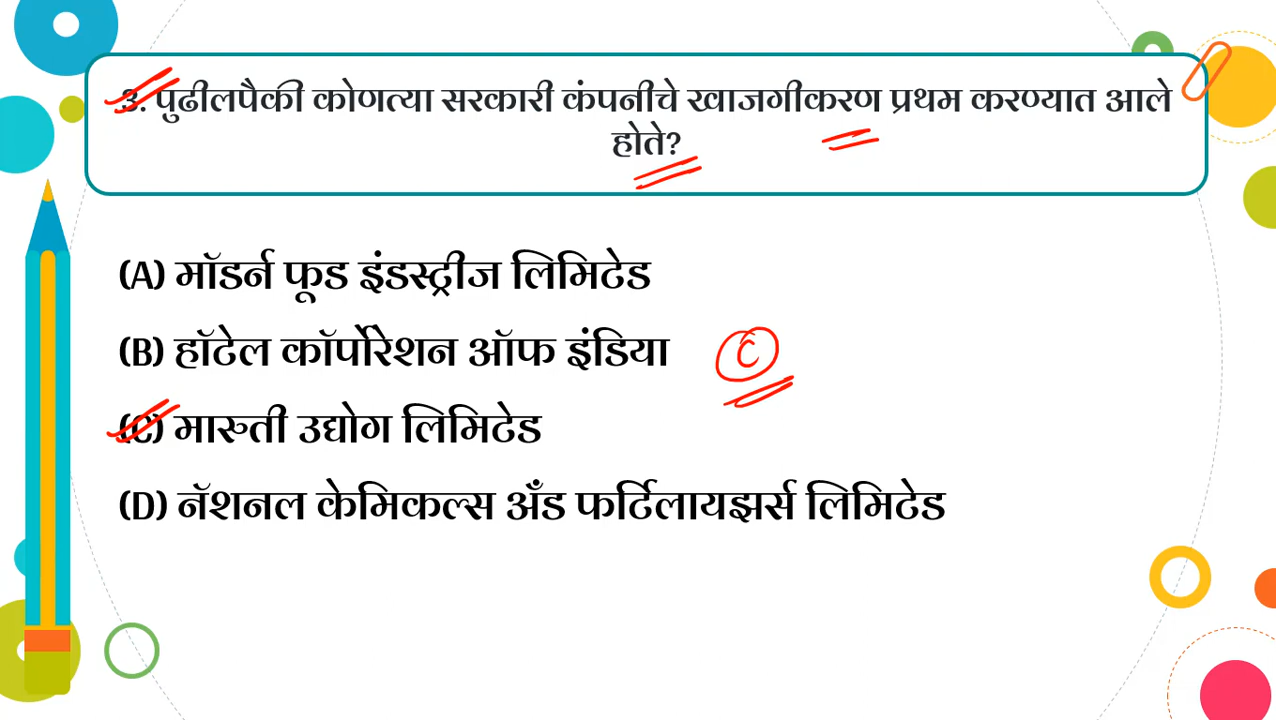 3. पुढीलपैकी कोणत्या सरकारी कंपनीचे खाजगीकरण प्रथम करण्यात आले
होते?
(A) मॉडर्न फूड इंडस्ट्रीज लिमिटेड
(B) हॉटेल कॉर्पोरेशन ऑफ इंडिया
C
(C) मारुती उद्योग लिमिटेड
(D) नॅशनल केमिकल्स अँड फर्टिलायझर्स लिमिटेड